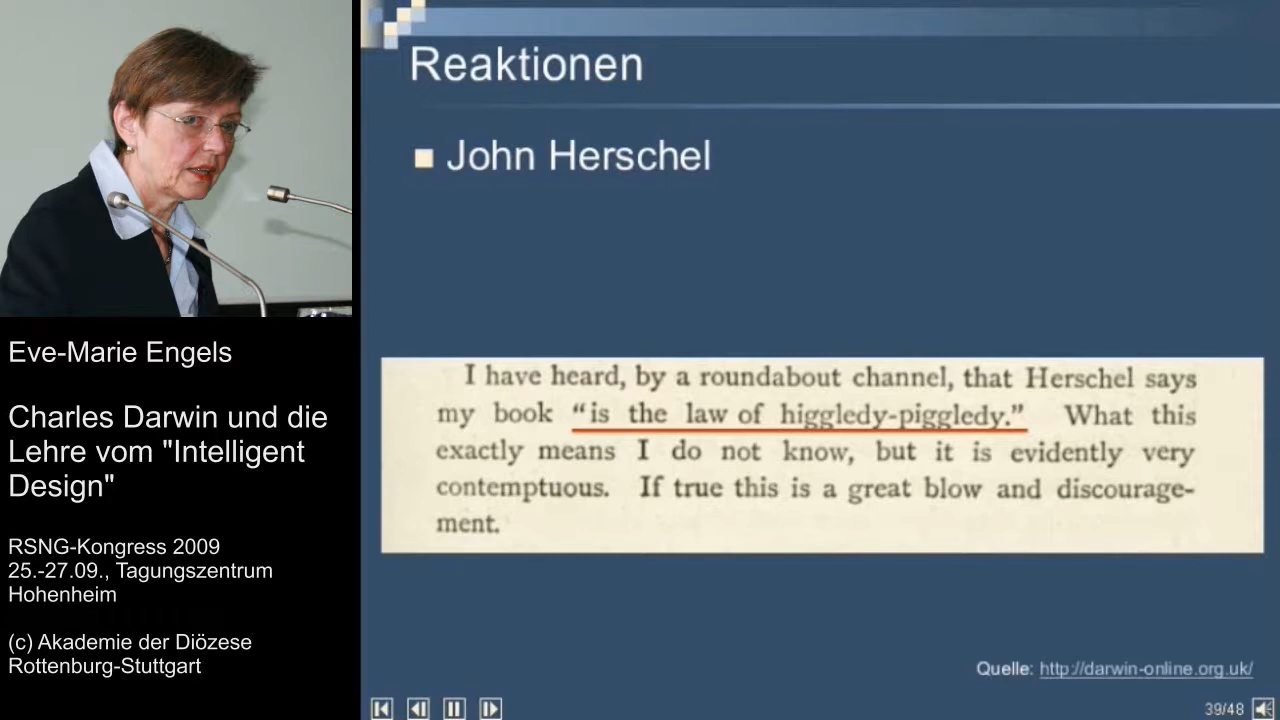 Eve-Marie Engels
Charles Darwin und die
Lehre vom "Intelligent
Design"
RSNG-Kongress 2009
25.-27.09., Tagungszentrum
Hohenheim
(c) Akademie der Diözese
Rottenburg-Stuttgart
Reaktionen
John Herschel
I have heard, by a roundabout channel, that Herschel says
my book “is the law of higgledy-piggledy.” What this
exactly means I do not know, but it is evidently very
contemptuous. If true this is a great blow and discourage-
ment.
Quelle: http://darwin-online.org.uk/
39/48